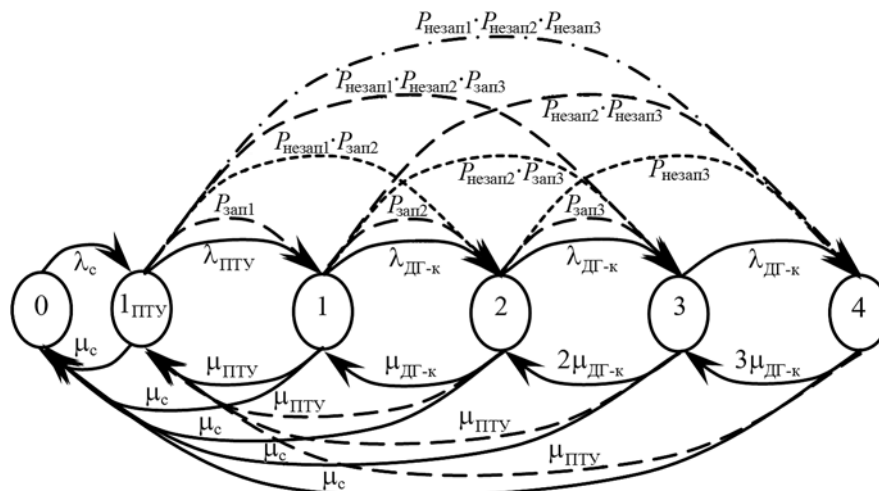 Pнезап1·Pнезап2·Pнезап3
Pнезап1·Pнезап2·Pзап3
Pнезап2·Pнезап3
Pнезап1·Pзап2
Pнезап2·Pзап3
Pнезап3
Pзап1
Pзап2
Pзап3
λс
λПТУ
λДГ-к
λДГ-к
λДГ-к
0
1ПТУ
1
2
3
4
μс
μПТУ
μДГ-к
2μДГ-к
3μДГ-к
μс
μПТУ
μс
μПТУ
μс
μПТУ
μс